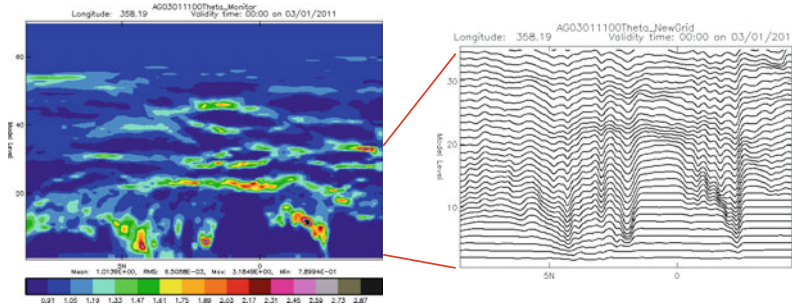 AG03011100Theta_Monitor
Longitude: 358.19 Validity time: 00:00 on 03/01/2011
60
40
20
Model Level
5N 0
Mean: 1.0139E+00, RMS: 6.5088E-03, Max: 3.1849E+00, Min: 7.8994E-01
0.91 1.05 1.19 1.33 1.47 1.61 1.75 1.89 2.03 2.17 2.31 2.45 2.59 2.73 2.87
AG03011100Theta_NewGrid
Longitude: 358.19 Validity time: 00:00 on 03/01/201
30
20
10
Model Level
5N 0